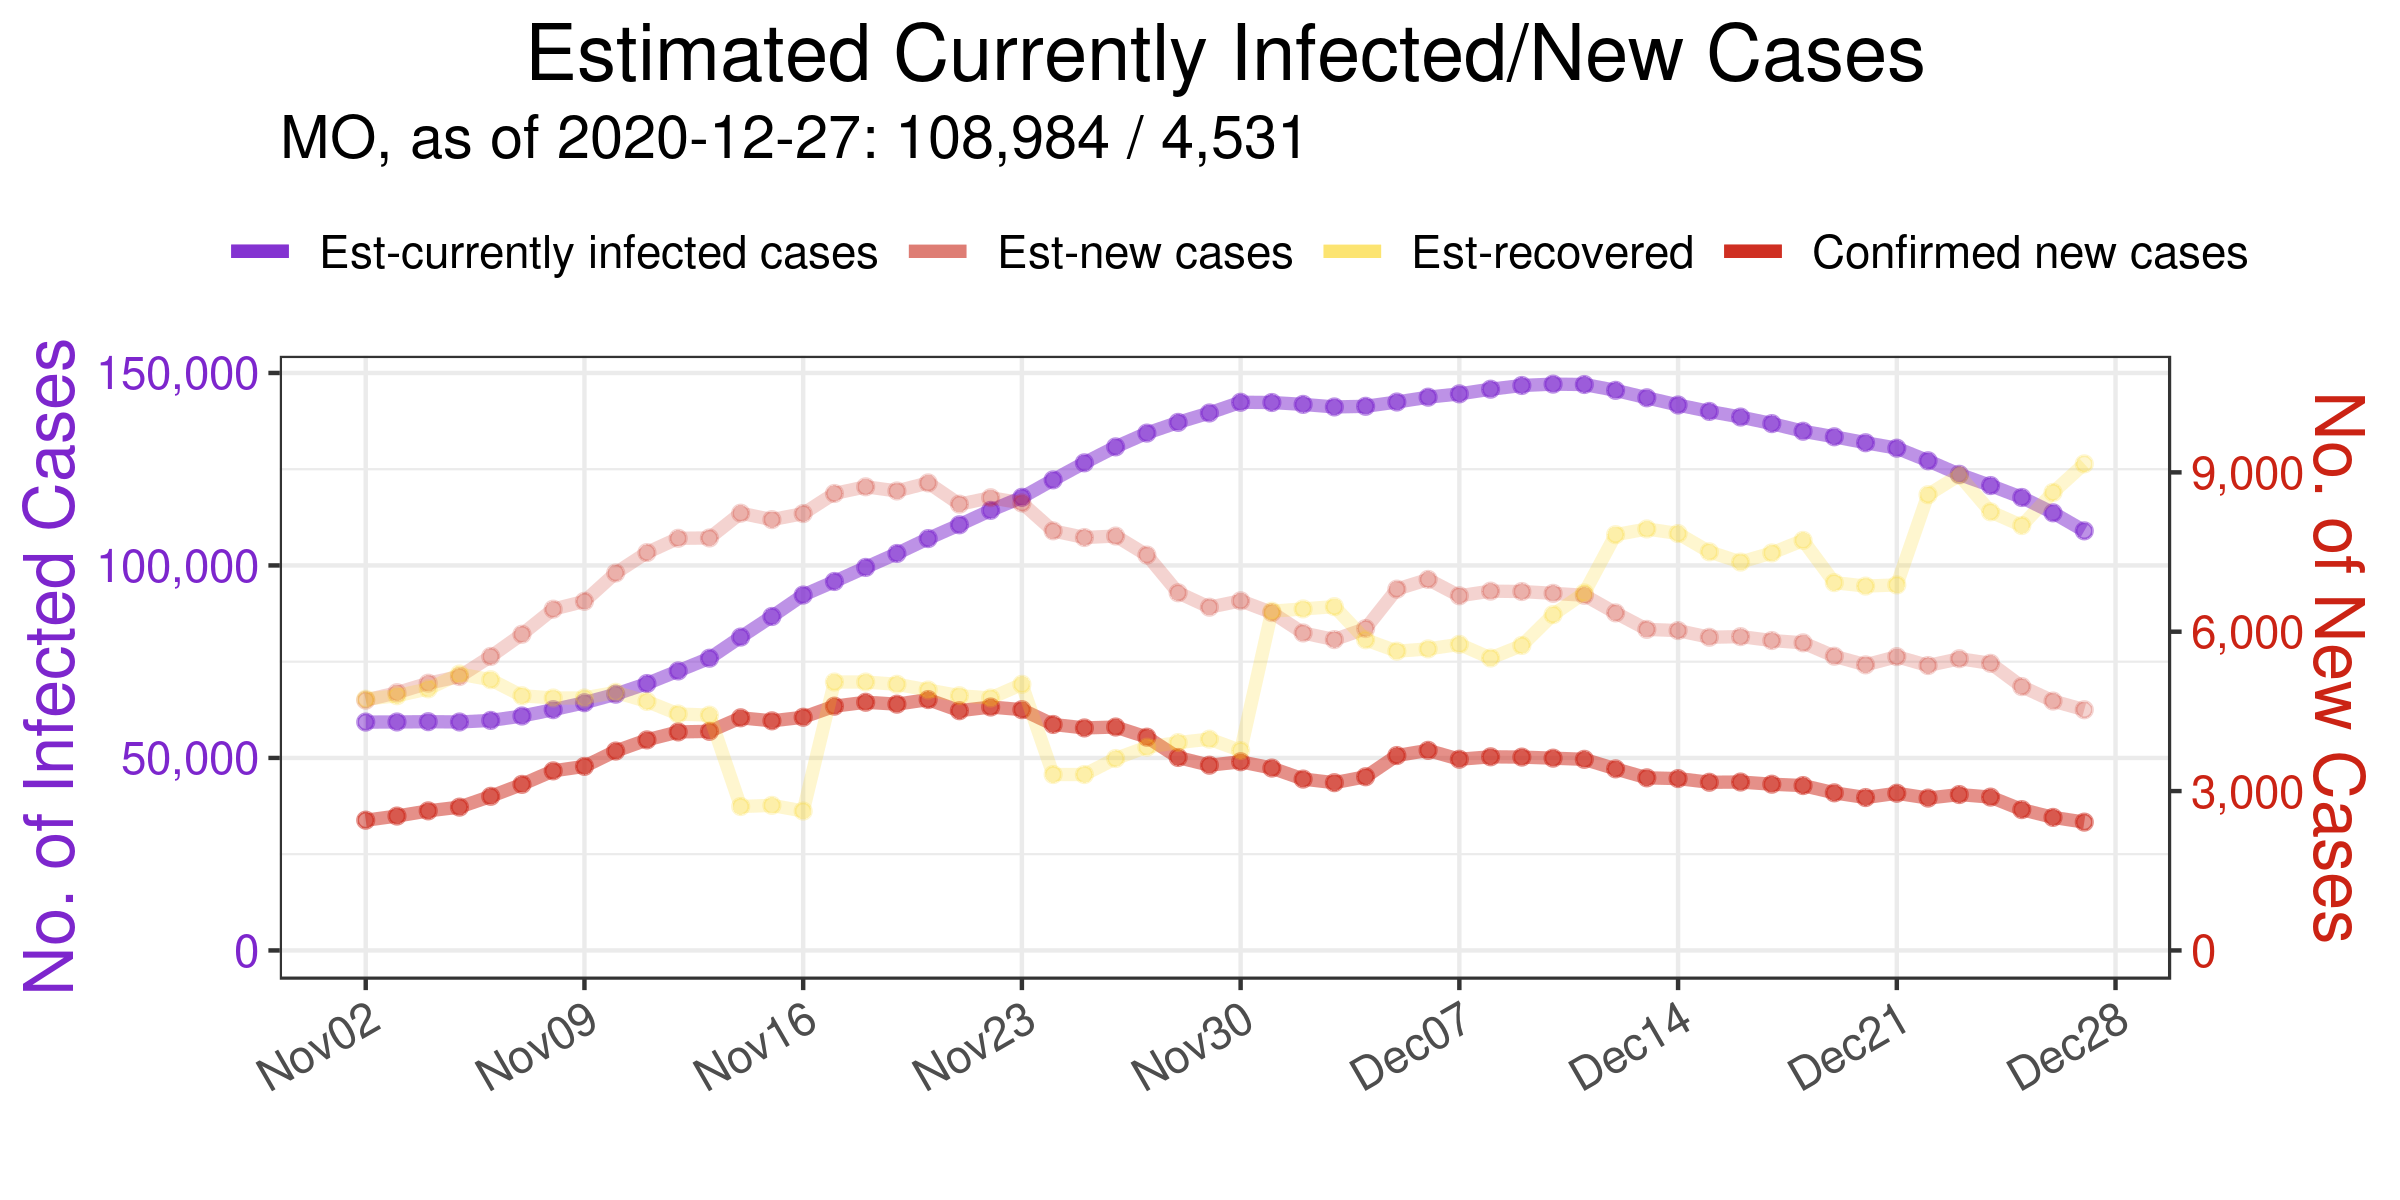 Estimated Currently Infected/New Cases
MO, as of 2020-12-27: 108,984 / 4,531
Est-currently infected cases Est-new cases Est-recovered Confirmed new cases
No. of Infected Cases
150,000
100,000
50,000
0
9,000
6,000
3,000
0
No. of New Cases
Nov02 Nov09 Nov16 Nov23 Nov30 Dec07 Dec14 Dec21 Dec28